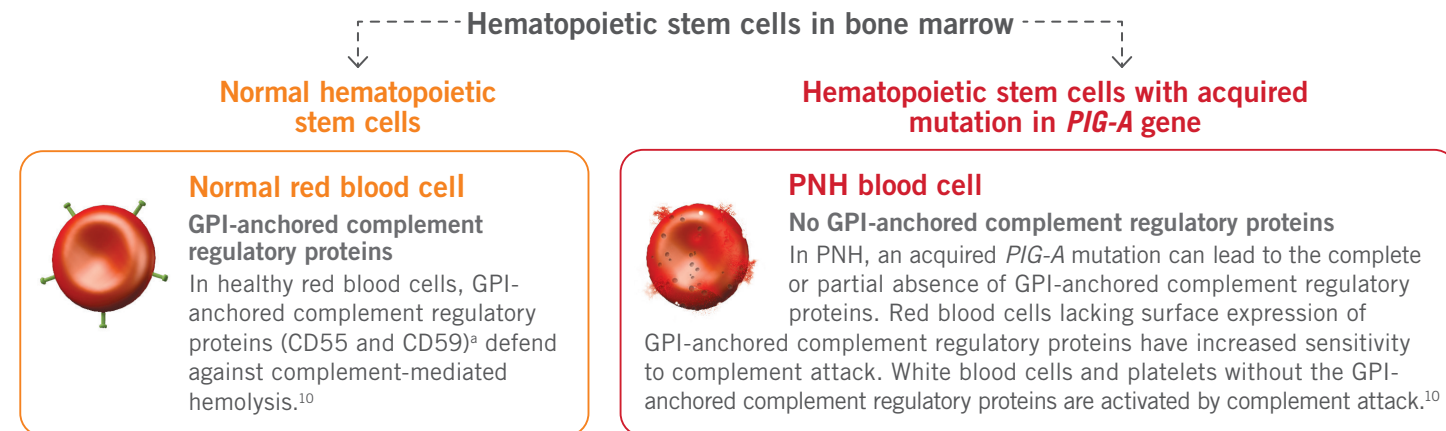 Hematopoietic stem cells in bone marrow
Normal hematopoietic
stem cells
Normal red blood cell
GPI-anchored complement
regulatory proteins
In healthy red blood cells, GPI-
anchored complement regulatory
proteins (CD55 and CD59)ᵃ defend
against complement-mediated
hemolysis.¹⁰
Hematopoietic stem cells with acquired
mutation in PIG-A gene
PNH blood cell
No GPI-anchored complement regulatory proteins
In PNH, an acquired PIG-A mutation can lead to the complete
or partial absence of GPI-anchored complement regulatory
proteins. Red blood cells lacking surface expression of
GPI-anchored complement regulatory proteins have increased sensitivity
to complement attack. White blood cells and platelets without the GPI-
anchored complement regulatory proteins are activated by complement attack.¹⁰